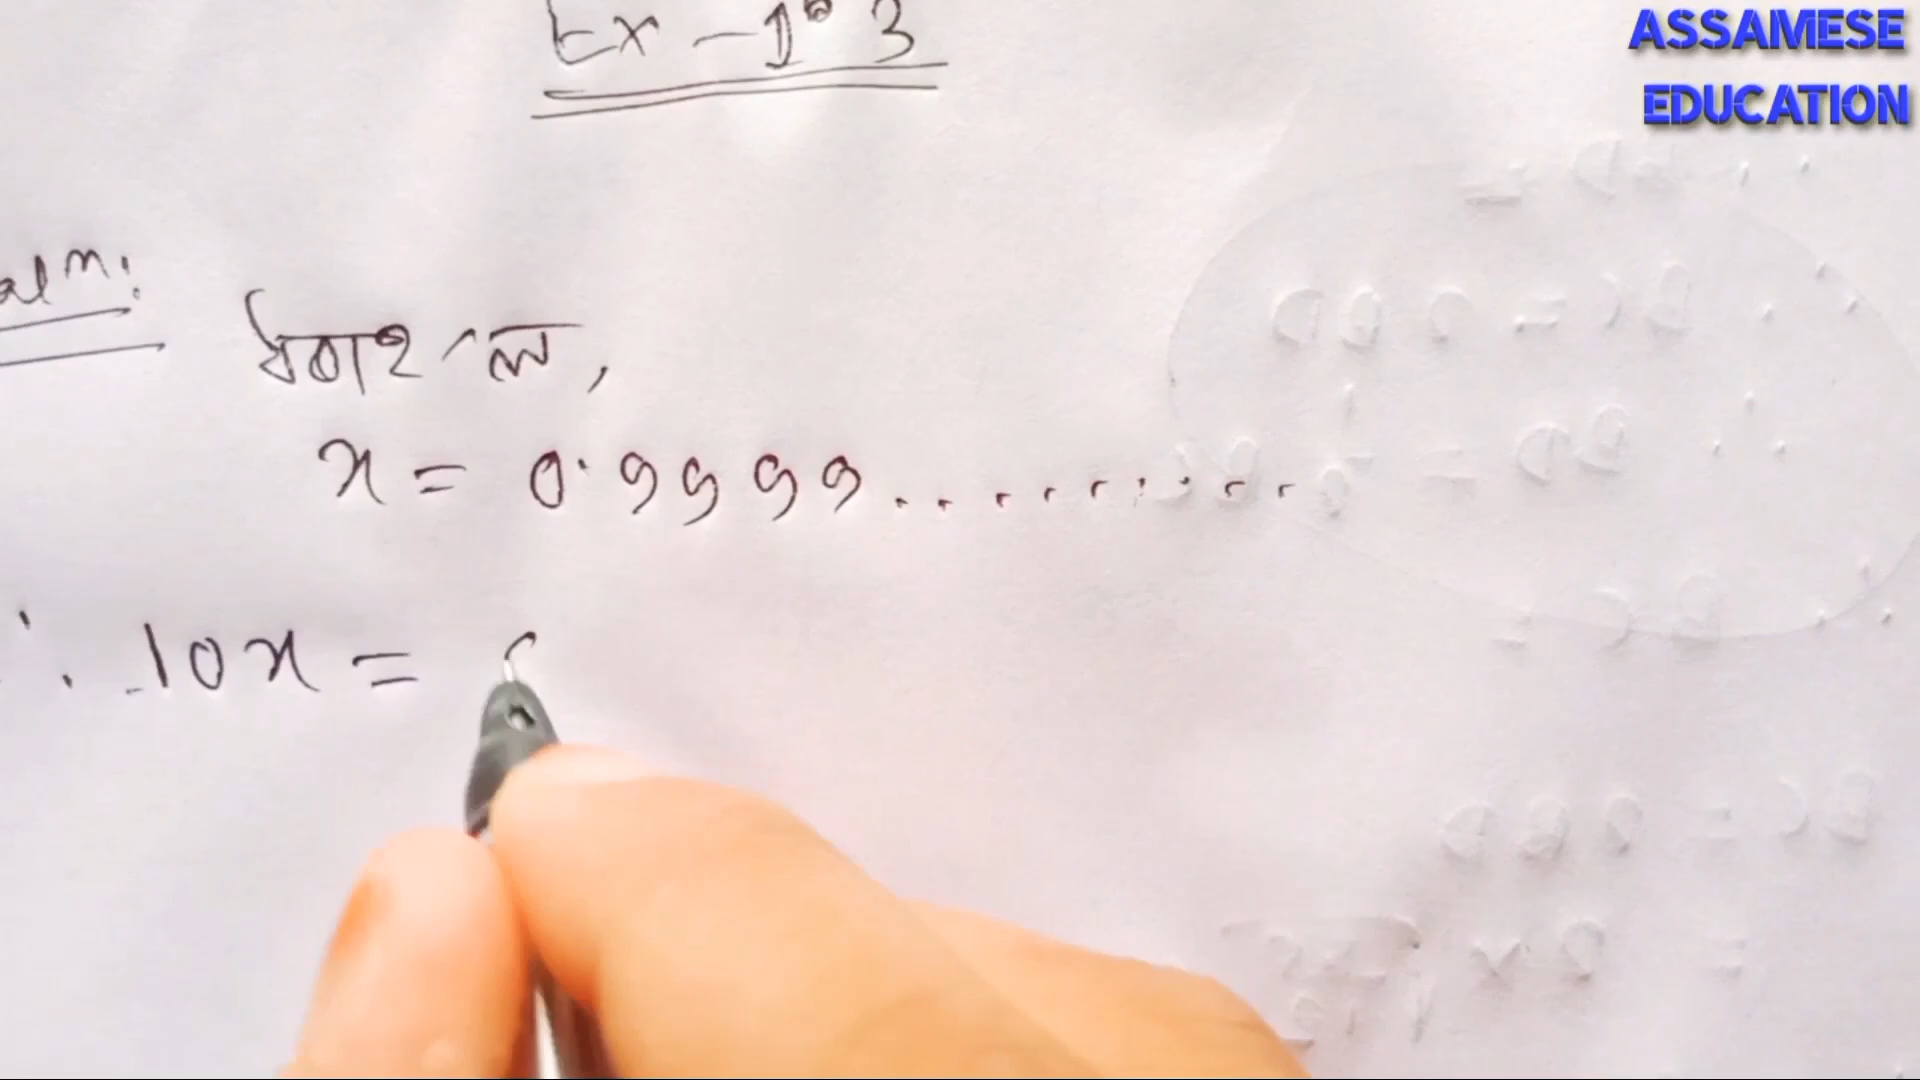 ASSAMESE
EDUCATION
Ex - 1.3
ধৰাহ'ল,
x = 0.9999.............
∴ 10x =